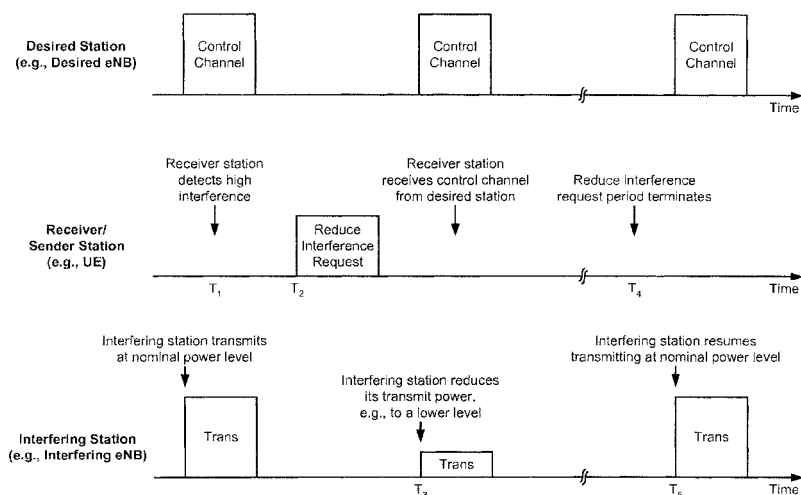 Desired Station
(e.g., Desired eNB)
Control
Channel
Control
Channel
Control
Channel
Time
Receiver station
detects high
interference
Receiver station
receives control channel
from desired station
Reduce interference
request period terminates
Receiver/
Sender Station
(e.g., UE)
Reduce
Interference
Request
T1
T2
T4
Time
Interfering station transmits
at nominal power level
Interfering station reduces
its transmit power,
e.g., to a lower level
Interfering station resumes
transmitting at nominal power level
Interfering Station
(e.g., Interfering eNB)
Trans
Trans
Trans
T3
T5
Time